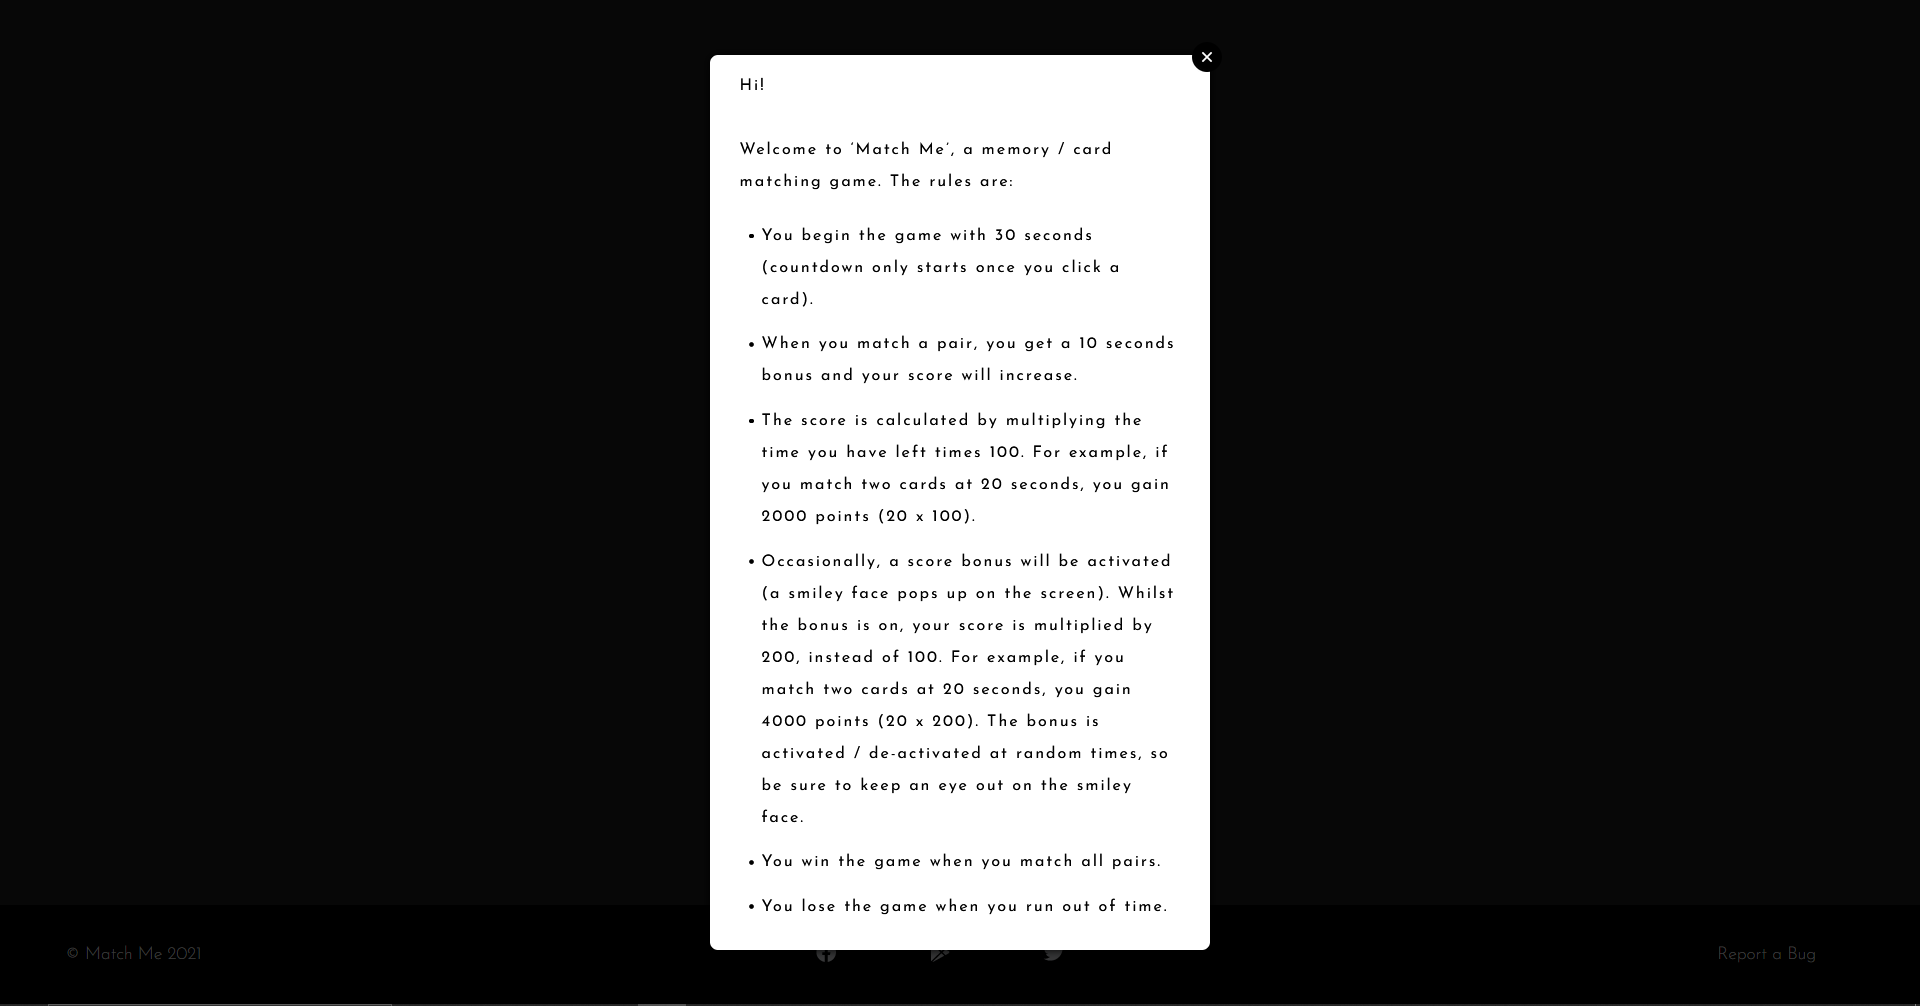 Hi!
Welcome to ‘Match Me’, a memory / card
matching game. The rules are:
• You begin the game with 30 seconds
(countdown only starts once you click a
card).
• When you match a pair, you get a 10 seconds
bonus and your score will increase.
• The score is calculated by multiplying the
time you have left times 100. For example, if
you match two cards at 20 seconds, you gain
2000 points (20 x 100).
• Occasionally, a score bonus will be activated
(a smiley face pops up on the screen). Whilst
the bonus is on, your score is multiplied by
200, instead of 100. For example, if you
match two cards at 20 seconds, you gain
4000 points (20 x 200). The bonus is
activated / de-activated at random times, so
be sure to keep an eye out on the smiley
face.
• You win the game when you match all pairs.
• You lose the game when you run out of time.
© Match Me 2021
Report a Bug